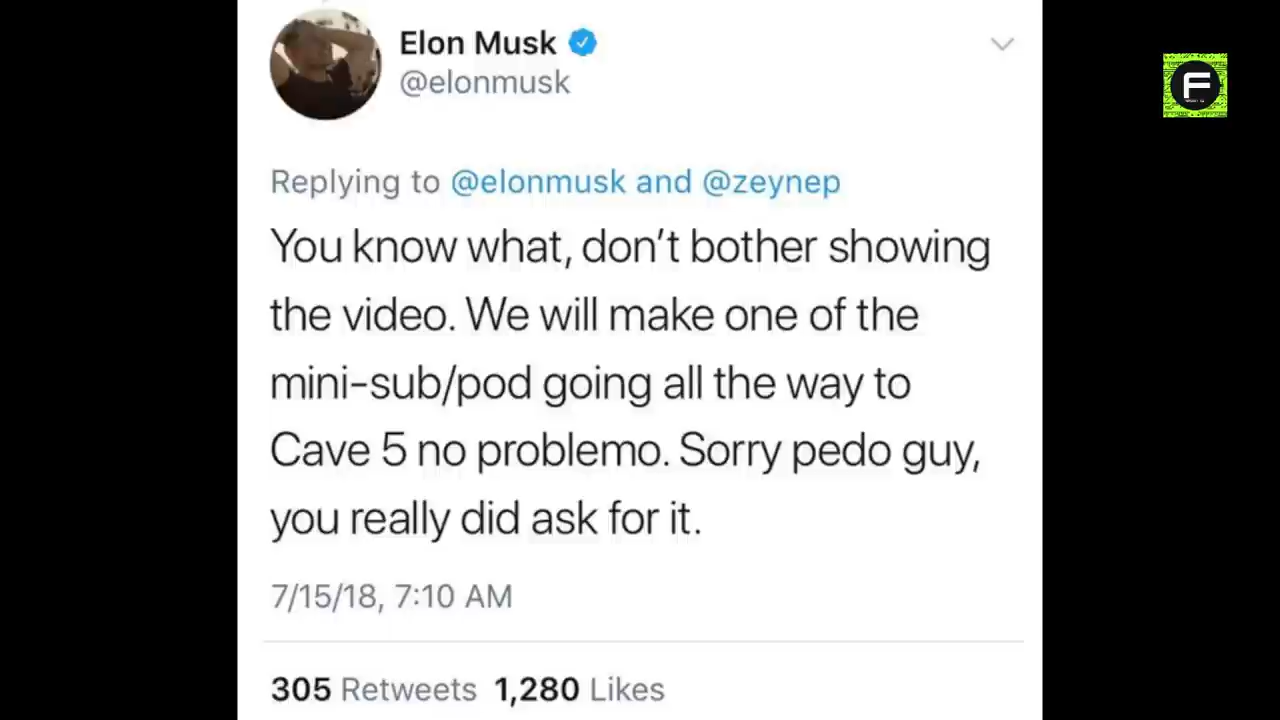 Elon Musk
@elonmusk
Replying to @elonmusk and @zeynep
You know what, don’t bother showing
the video. We will make one of the
mini-sub/pod going all the way to
Cave 5 no problemo. Sorry pedo guy,
you really did ask for it.
7/15/18, 7:10 AM
305 Retweets 1,280 Likes
F